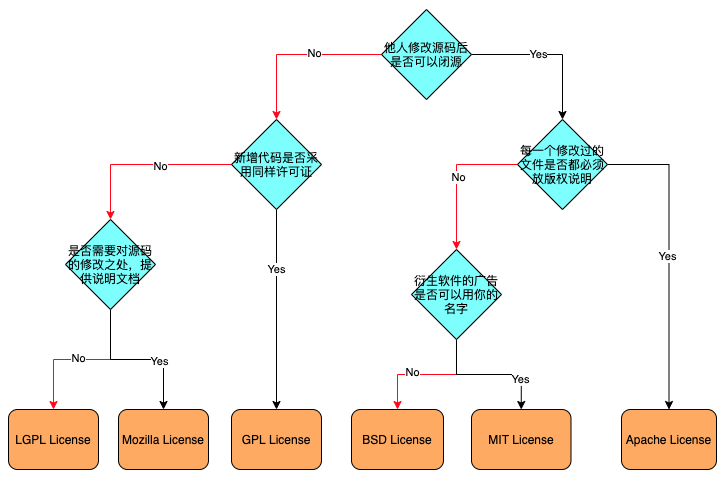 他人修改源码后
是否可以闭源
No
Yes
新增代码是否采
用同样许可证
每一个修改过的
文件是否都必须
放版权说明
No
No
是否需要对源码
的修改之处，提
供说明文档
Yes
Yes
衍生软件的广告
是否可以用你的
名字
No
Yes
No
Yes
LGPL License
Mozilla License
GPL License
BSD License
MIT License
Apache License